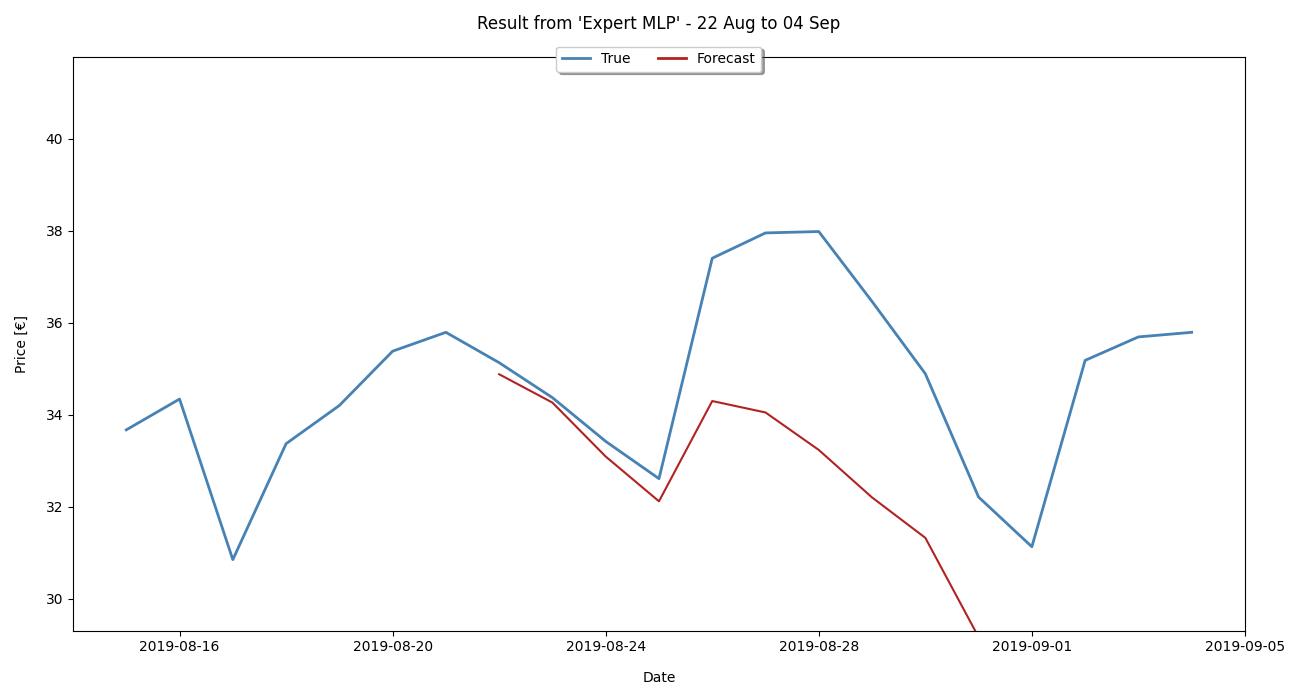 Result from 'Expert MLP' - 22 Aug to 04 Sep
True Forecast
40
38
36
34
32
30
Price [€]
2019-08-16 2019-08-20 2019-08-24 2019-08-28 2019-09-01 2019-09-05
Date